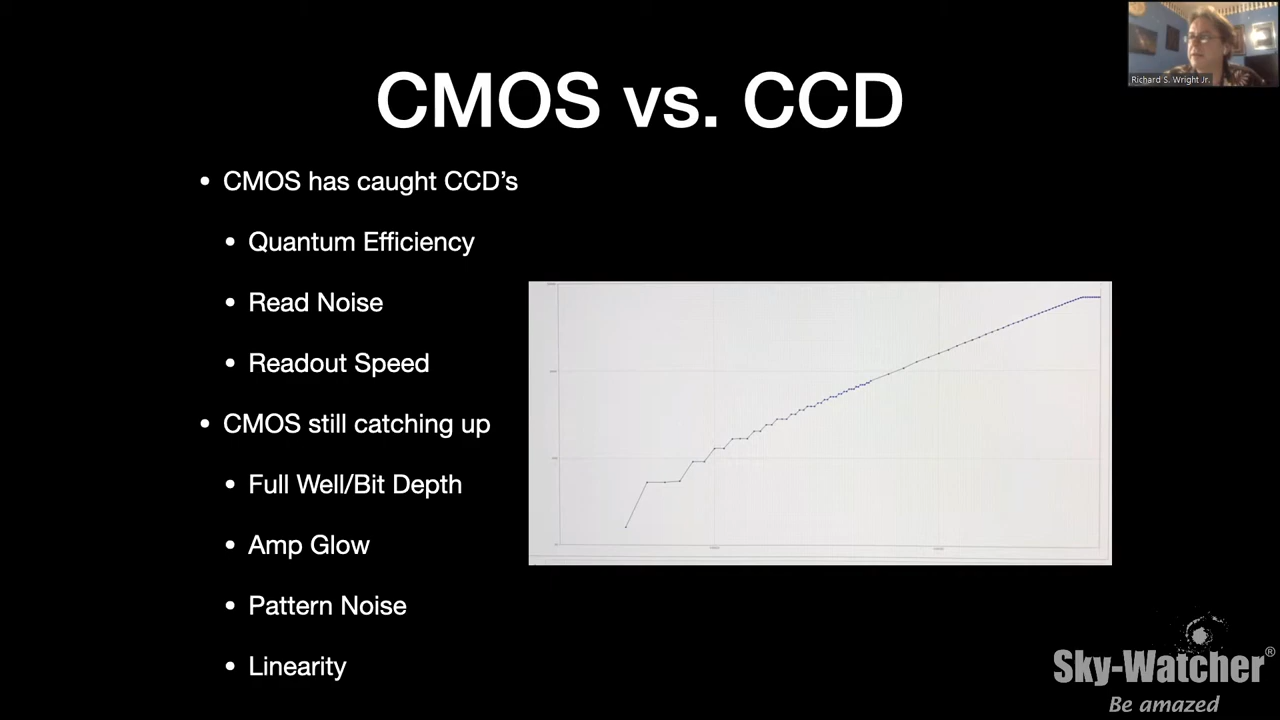 Richard S. Wright Jr.
CMOS vs. CCD
• CMOS has caught CCD’s
• Quantum Efficiency
• Read Noise
• Readout Speed
• CMOS still catching up
• Full Well/Bit Depth
• Amp Glow
• Pattern Noise
• Linearity
Sky-Watcher®
Be amazed